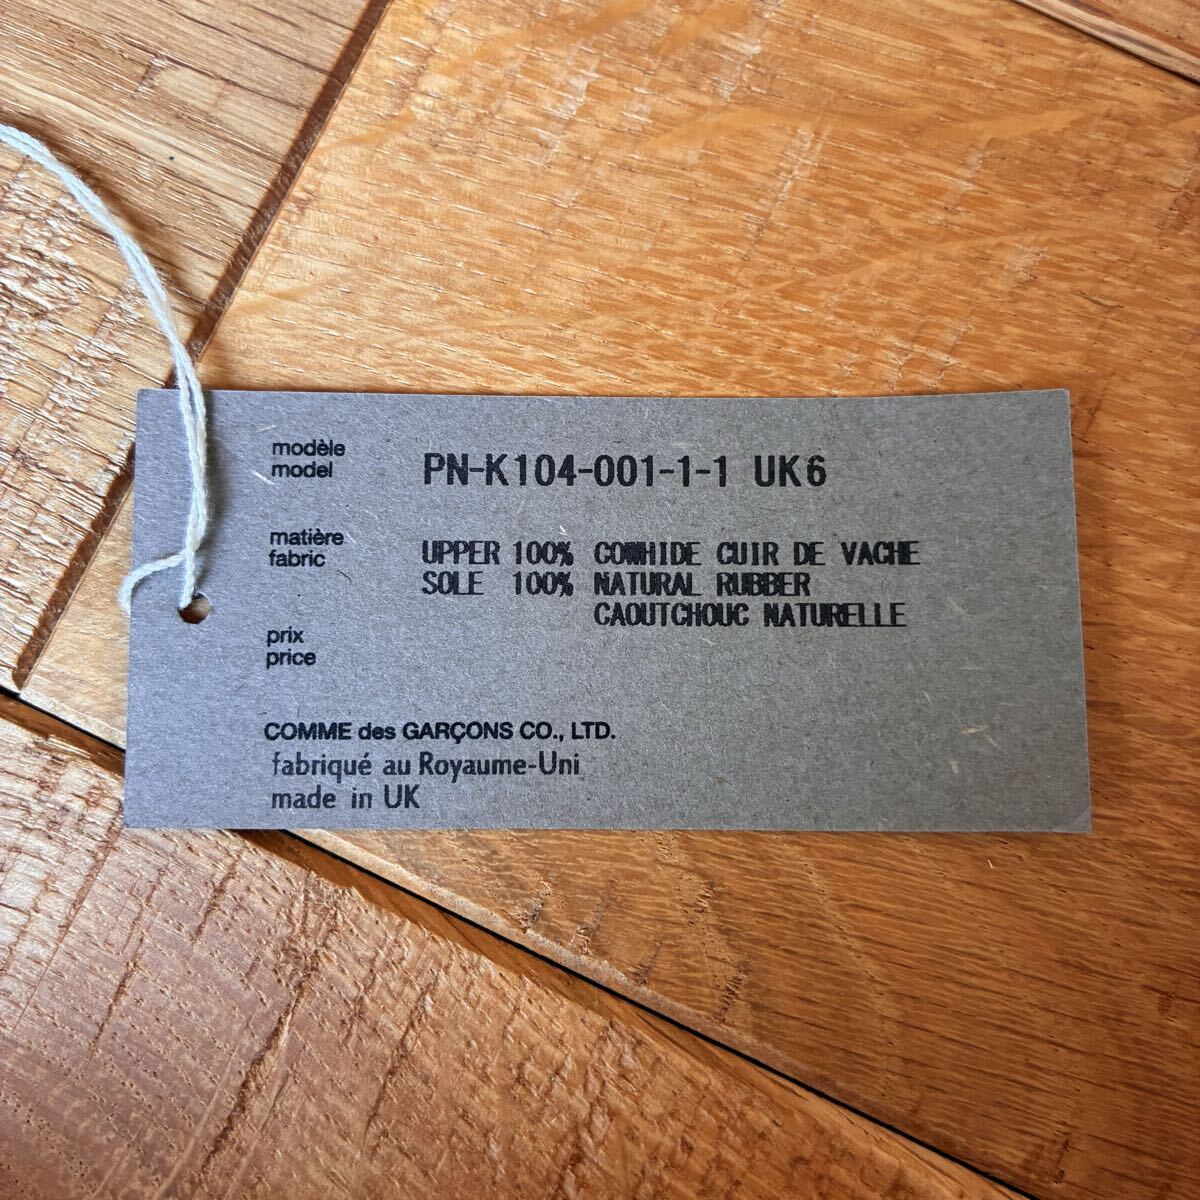 modèle
model
PN-K104-001-1-1 UK6
matière
fabric
UPPER 100% COWHIDE CUIR DE VACHE
SOLE 100% NATURAL RUBBER
CAOUTCHOUC NATURELLE
prix
price
COMME des GARÇONS CO., LTD.
fabriqué au Royaume-Uni
made in UK